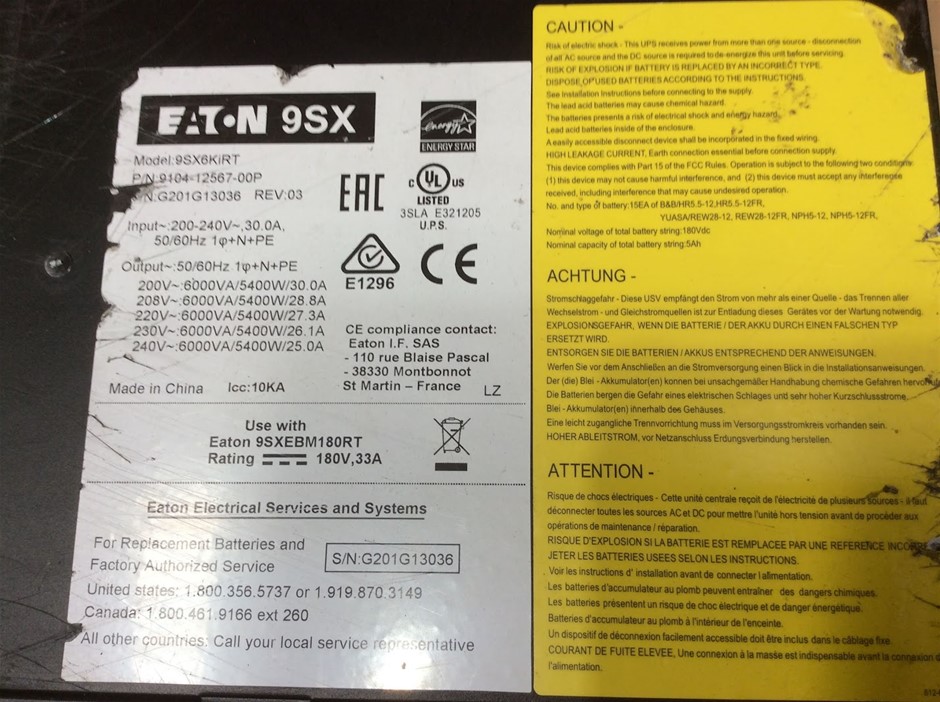 EATON 9SX
ENERGY STAR
Model:9SX6KiRT
P/N:9104-12567-00P
S/N:G201G13036 REV:03
Input~:200-240V~,30.0A,
50/60Hz 1φ+N+PE
Output~:50/60Hz 1φ+N+PE
200V~:6000VA/5400W/30.0A
208V~:6000VA/5400W/28.8A
220V~:6000VA/5400W/27.3A
230V~:6000VA/5400W/26.1A
240V~:6000VA/5400W/25.0A
Made in China Icc:10KA
EAC
c UL us
LISTED
3SLA E321205
U.P.S.
E1296
CE
CE compliance contact:
Eaton I.F. SAS
- 110 rue Blaise Pascal
- 38330 Montbonnot
St Martin – France
LZ
Use with
Eaton 9SXEBM180RT
Rating 180V,33A
Eaton Electrical Services and Systems
For Replacement Batteries and
Factory Authorized Service
S/N:G201G13036
United states: 1.800.356.5737 or 1.919.870.3149
Canada: 1.800.461.9166 ext 260
All other countries: Call your local service representative
CAUTION -
Risk of electric shock - This UPS receives power from more than one source - disconnection
of all AC source and the DC source is required to de-energize this unit before servicing.
RISK OF EXPLOSION IF BATTERY IS REPLACED BY AN INCORRECT TYPE.
DISPOSE OF USED BATTERIES ACCORDING TO THE INSTRUCTIONS.
See Installation Instructions before connecting to the supply.
The lead acid batteries may cause chemical hazard.
The batteries presents a risk of electrical shock and energy hazard.
Lead acid batteries inside of the enclosure.
A easily accessible disconnect device shall be incorporated in the fixed wiring.
HIGH LEAKAGE CURRENT, Earth connection essential before connection supply.
This device complies with Part 15 of the FCC Rules. Operation is subject to the following two conditions:
(1) this device may not cause harmful interference, and (2) this device must accept any interference
received, including interference that may cause undesired operation.
No. and type of battery:15EA of B&B/HR5.5-12,HR5.5-12FR,
YUASA/REW28-12, REW28-12FR, NPH5-12, NPH5-12FR,
Nominal voltage of total battery string:180Vdc
Nominal capacity of total battery string:5Ah
ACHTUNG -
Stromschlaggefahr - Diese USV empfängt den Strom von mehr als einer Quelle - das Trennen aller
Wechselstrom - und Gleichstromquellen ist zur Entladung dieses Gerätes vor der Wartung notwendig.
EXPLOSIONSGEFAHR, WENN DIE BATTERIE / DER AKKU DURCH EINEN FALSCHEN TYP
ERSETZT WIRD.
ENTSORGEN SIE DIE BATTERIEN / AKKUS ENTSPRECHEND DER ANWEISUNGEN.
Werfen Sie vor dem Anschließen an die Stromversorgung einen Blick in die Installationsanweisungen.
Der (die) Blei - Akkumulator(en) konnen bei unsachgemäßer Handhabung chemische Gefahren
Die Batterien bergen die Gefahr eines elektrischen Schlages und sehr hoher Kurzschlussstrome.
Blei - Akkumulator(en) innerhalb des Gehäuses.
Eine leicht zugangliche Trennvorrichtung muss im Versorgungsstromkreis vorhanden sein.
HOHER ABLEITSTROM, vor Netzanschluss Erdungsverbindung herstellen.
ATTENTION -
Risque de chocs électriques - Cette unité centrale reçoit de l'électricité de plusieurs sources - il faut
déconnecter toutes les sources AC et DC pour mettre l'unité hors tension avant de procéder aux
opérations de maintenance / réparation.
RISQUE D'EXPLOSION SI LA BATTERIE EST REMPLACEE PAR UNE REFERENCE
JETER LES BATTERIES USEES SELON LES INSTRUCTIONS.
Voir les instructions d' installation avant de connecter l alimentation.
Les batteries d'accumulateur au plomb peuvent entraîner des dangers chimiques.
Les batteries présentent un risque de choc électrique et de danger énergétique.
Batteries d'accumulateur au plomb à l'intérieur de l'enceinte.
Un dispositif de déconnexion facilement accessible doit être inclus dans le câblage fixe.
COURANT DE FUITE ELEVEE, Une connexion à la masse est indispensable avant la connexion
l'alimentation.